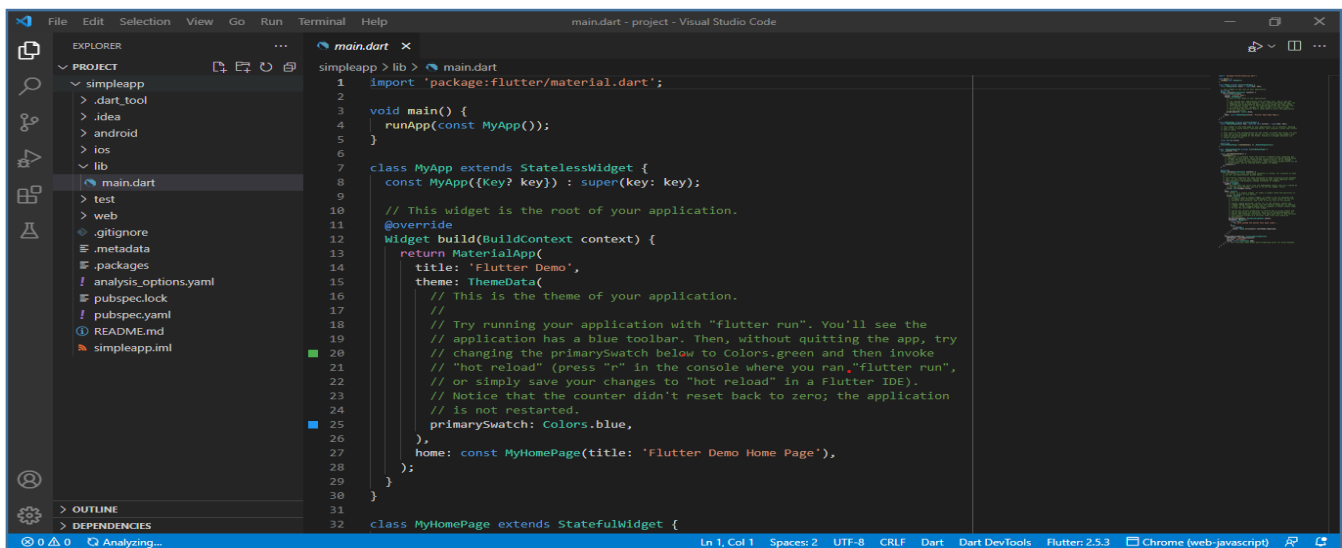 File Edit Selection View Go Run Terminal Help
main.dart - project - Visual Studio Code
EXPLORER
PROJECT
simpleapp
.dart_tool
.idea
android
ios
lib
main.dart
test
web
.gitignore
.metadata
.packages
analysis_options.yaml
pubspec.lock
pubspec.yaml
README.md
simpleapp.iml
OUTLINE
DEPENDENCIES
main.dart
simpleapp > lib > main.dart
1 import 'package:flutter/material.dart';
2
3 void main() {
4 runApp(const MyApp());
5 }
6
7 class MyApp extends StatelessWidget {
8 const MyApp({Key? key}) : super(key: key);
9
10 // This widget is the root of your application.
11 @override
12 Widget build(BuildContext context) {
13 return MaterialApp(
14 title: 'Flutter Demo',
15 theme: ThemeData(
16 // This is the theme of your application.
17 //
18 // Try running your application with "flutter run". You'll see the
19 // application has a blue toolbar. Then, without quitting the app, try
20 // changing the primarySwatch below to Colors.green and then invoke
21 // "hot reload" (press "r" in the console where you ran "flutter run",
22 // or simply save your changes to "hot reload" in a Flutter IDE).
23 // Notice that the counter didn't reset back to zero; the application
24 // is not restarted.
25 primarySwatch: Colors.blue,
26 ),
27 home: const MyHomePage(title: 'Flutter Demo Home Page'),
28 );
29 }
30 }
31
32 class MyHomePage extends StatefulWidget {
0 0 Analyzing... Ln 1, Col 1 Spaces: 2 UTF-8 CRLF Dart Dart DevTools Flutter: 2.5.3 Chrome (web-javascript)